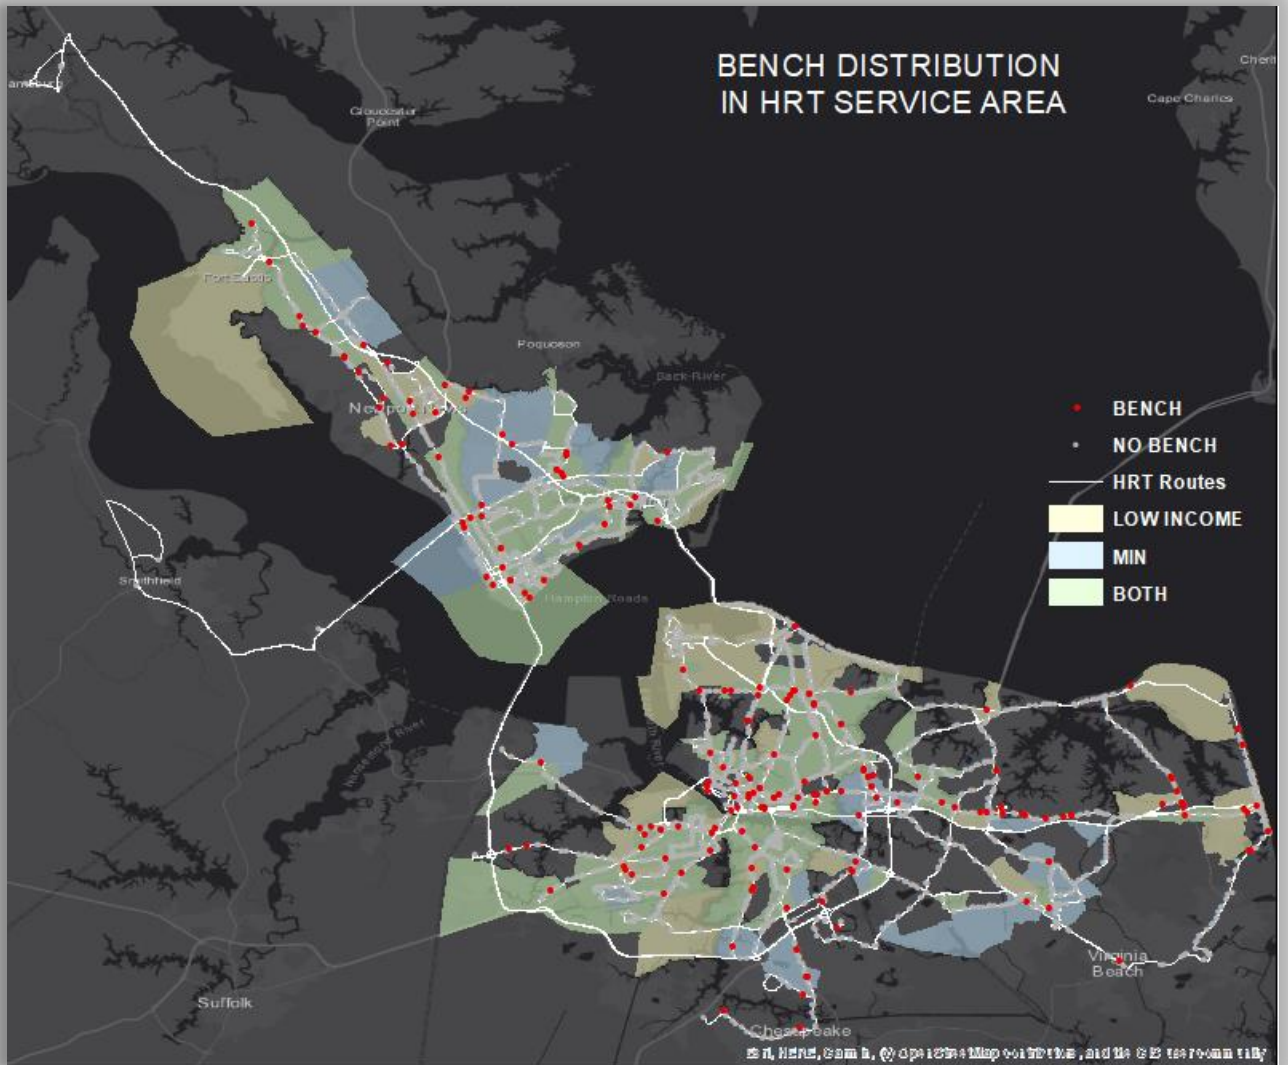 BENCH DISTRIBUTION
IN HRT SERVICE AREA
Cape Charles
Gloucester
Point
Poquoson
Back River
Newport News
BENCH
NO BENCH
HRT Routes
LOW INCOME
MIN
BOTH
Smithfield
Hampton Roads
Virginia
Beach
Suffolk
Chesapeake